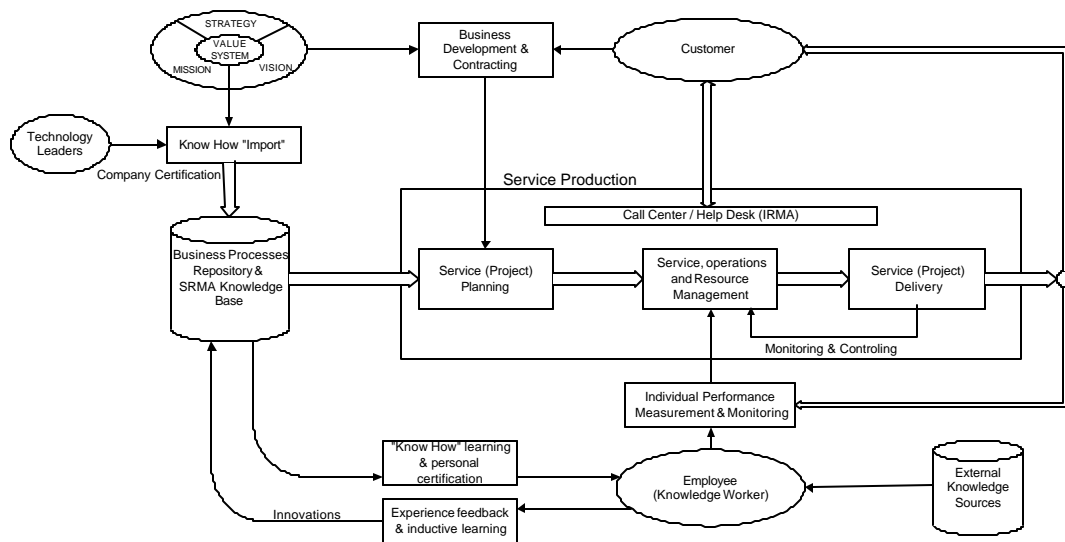 STRATEGY
VALUE
SYSTEM
MISSION
VISION
Business
Development &
Contracting
Customer
Technology
Leaders
Know How "Import"
Company Certification
Service Production
Call Center / Help Desk (IRMA)
Business Processes
Repository &
SRMA Knowledge
Base
Service (Project)
Planning
Service, operations
and Resource
Management
Service (Project)
Delivery
Monitoring & Controling
Individual Performance
Measurement & Monitoring
"Know How" learning
& personal
certification
Employee
(Knowledge Worker)
External
Knowledge
Sources
Innovations
Experience feedback
& inductive learning